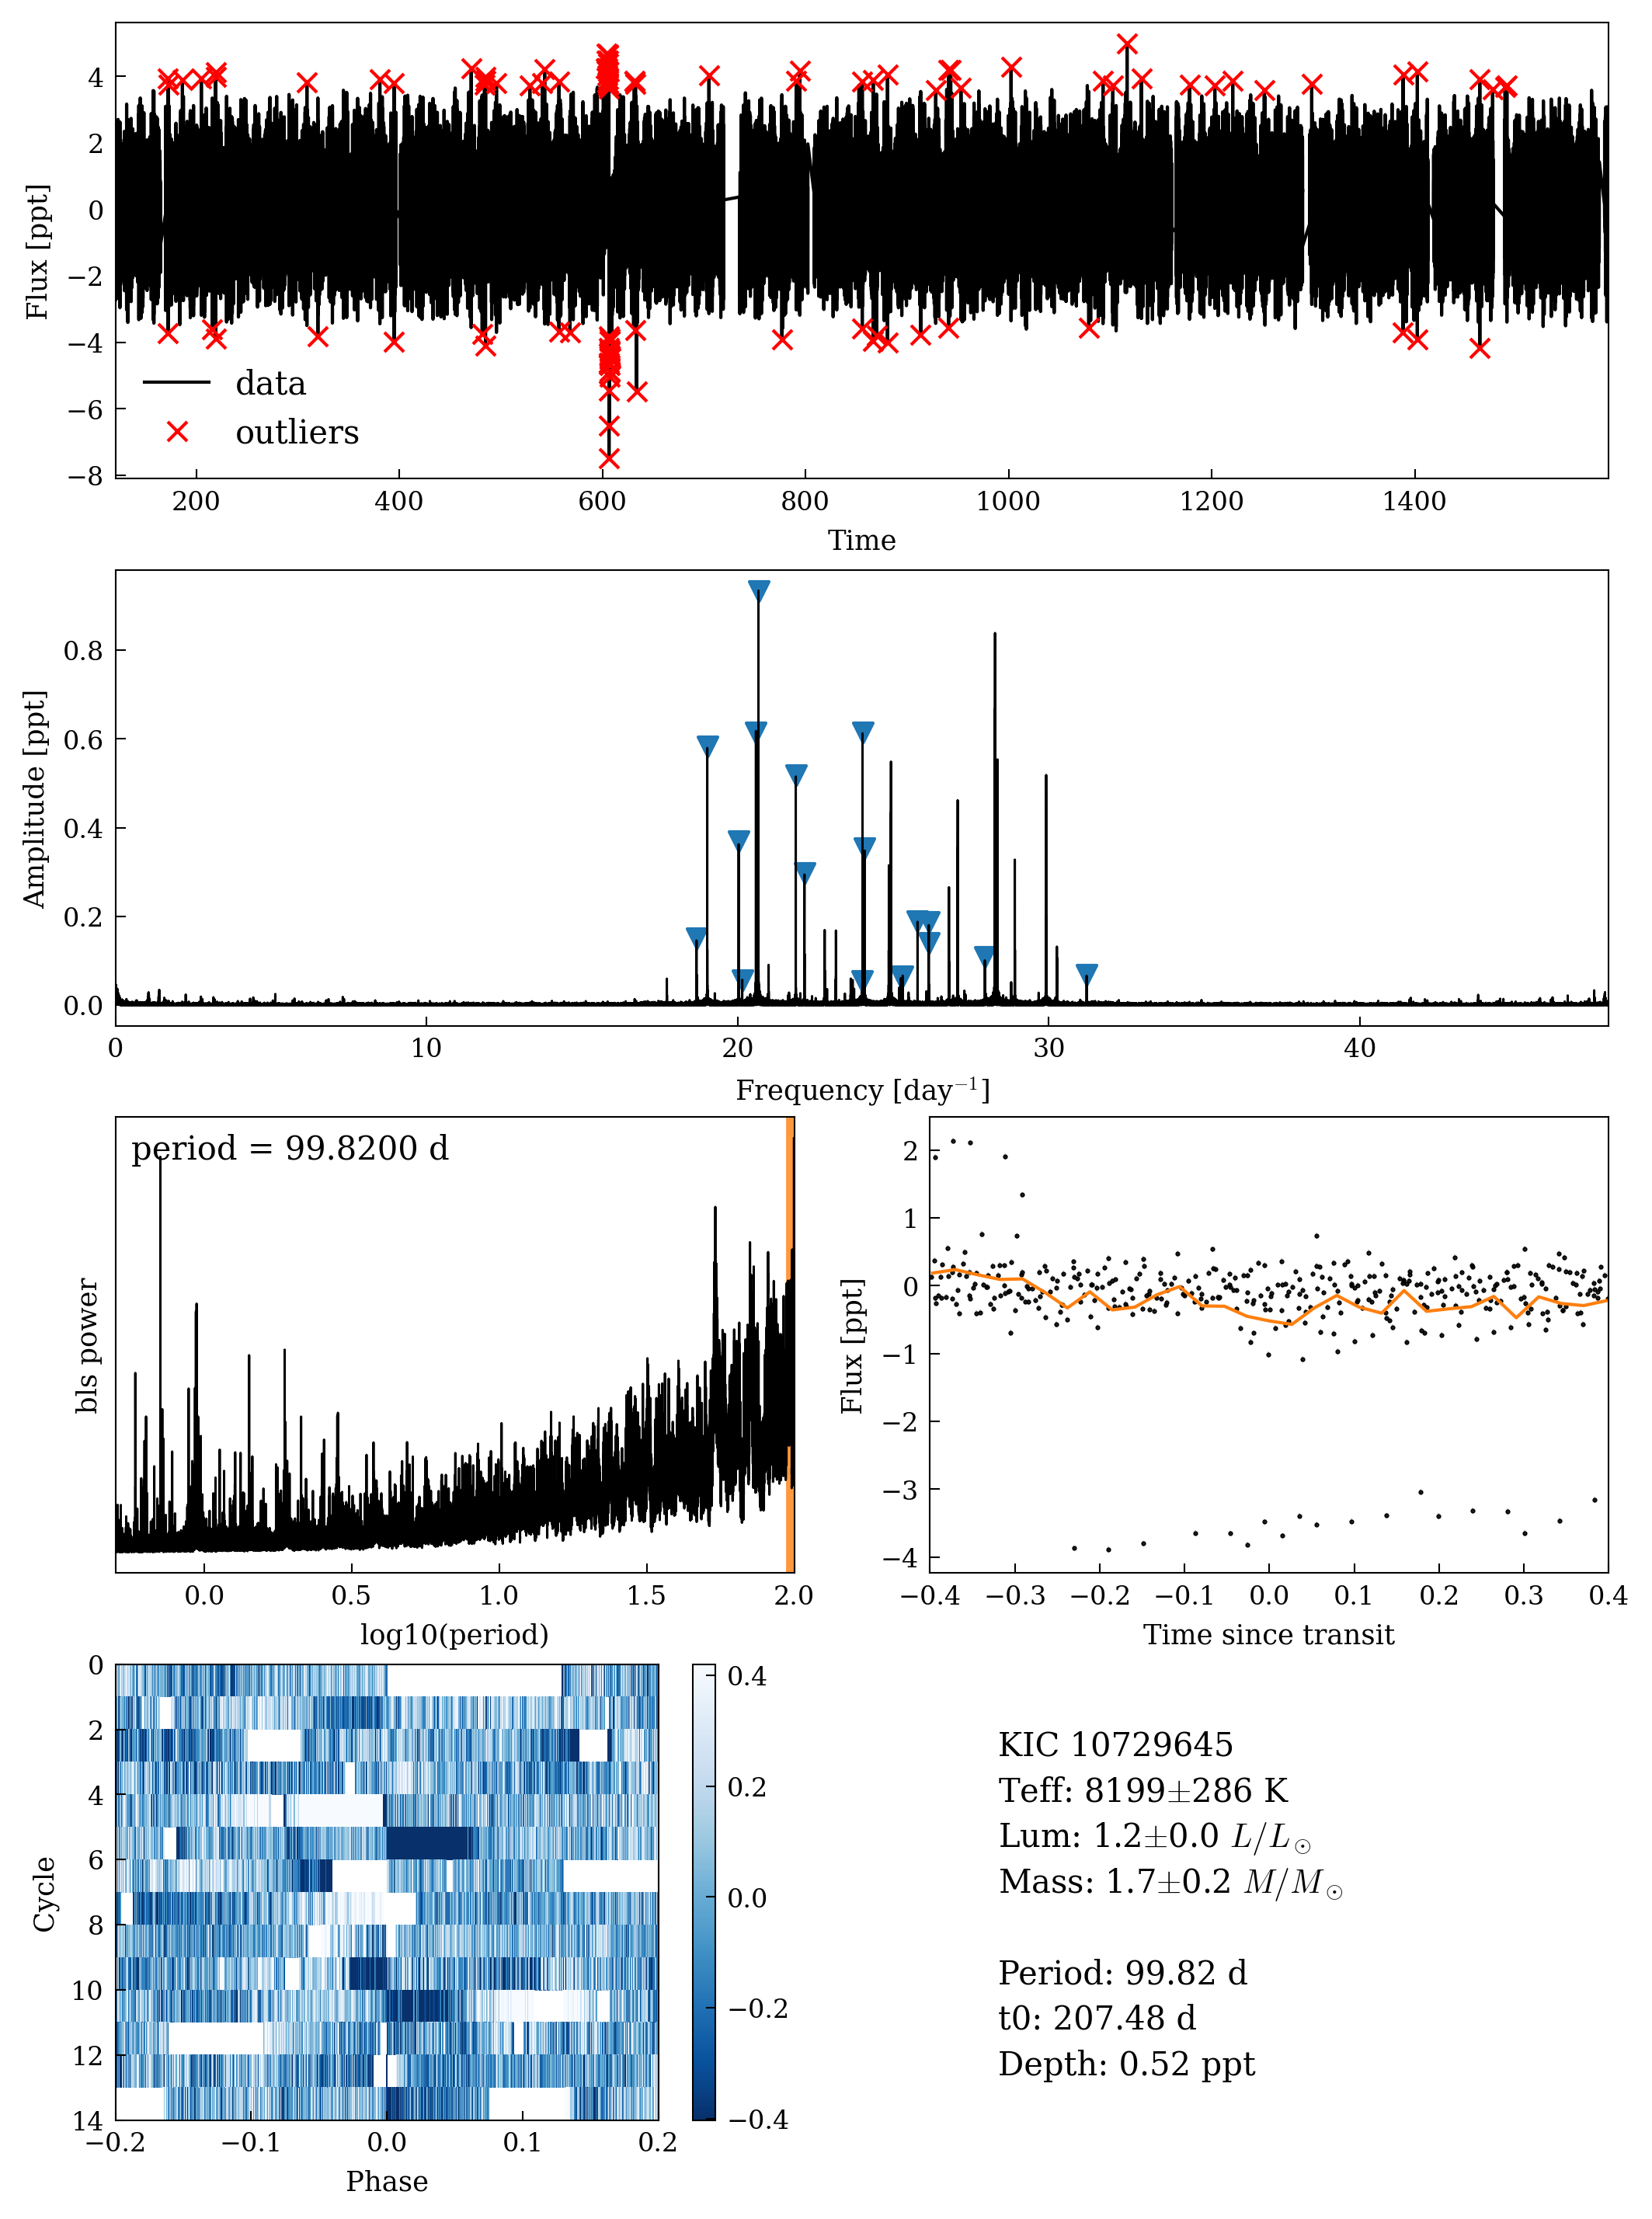 4
2
0
−2
−4
−6
−8
Flux [ppt]
data
outliers
200 400 600 800 1000 1200 1400
Time
0.8
0.6
0.4
0.2
0.0
Amplitude [ppt]
0 10 20 30 40
Frequency [day⁻¹]
period = 99.8200 d
bls power
0.0 0.5 1.0 1.5 2.0
log10(period)
2
1
0
−1
−2
−3
−4
Flux [ppt]
−0.4 −0.3 −0.2 −0.1 0.0 0.1 0.2 0.3 0.4
Time since transit
0
2
4
6
8
10
12
14
Cycle
−0.2 −0.1 0.0 0.1 0.2
Phase
0.4
0.2
0.0
−0.2
−0.4
KIC 10729645
Teff: 8199±286 K
Lum: 1.2±0.0 L/L⊙
Mass: 1.7±0.2 M/M⊙
Period: 99.82 d
t0: 207.48 d
Depth: 0.52 ppt